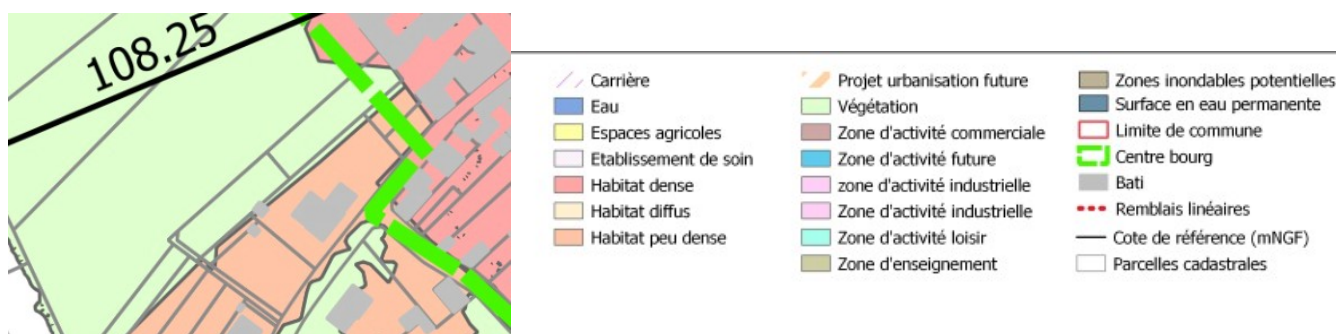 108.25
Carrière
Eau
Espaces agricoles
Etablissement de soin
Habitat dense
Habitat diffus
Habitat peu dense
Projet urbanisation future
Végétation
Zone d'activité commerciale
Zone d'activité future
zone d'activité industrielle
Zone d'activité industrielle
Zone d'activité loisir
Zone d'enseignement
Zones inondables potentielles
Surface en eau permanente
Limite de commune
Centre bourg
Bati
Remblais linéaires
Cote de référence (mNGF)
Parcelles cadastrales